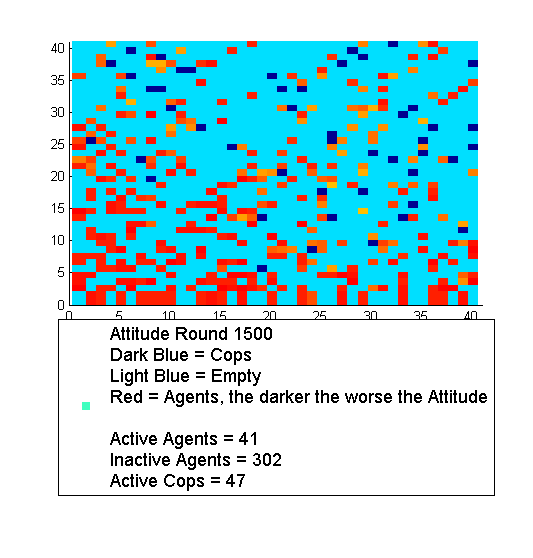 40
35
30
25
20
15
10
5
0
0 5 10 15 20 25 30 35 40
Attitude Round 1500
Dark Blue = Cops
Light Blue = Empty
Red = Agents, the darker the worse the Attitude
Active Agents = 41
Inactive Agents = 302
Active Cops = 47